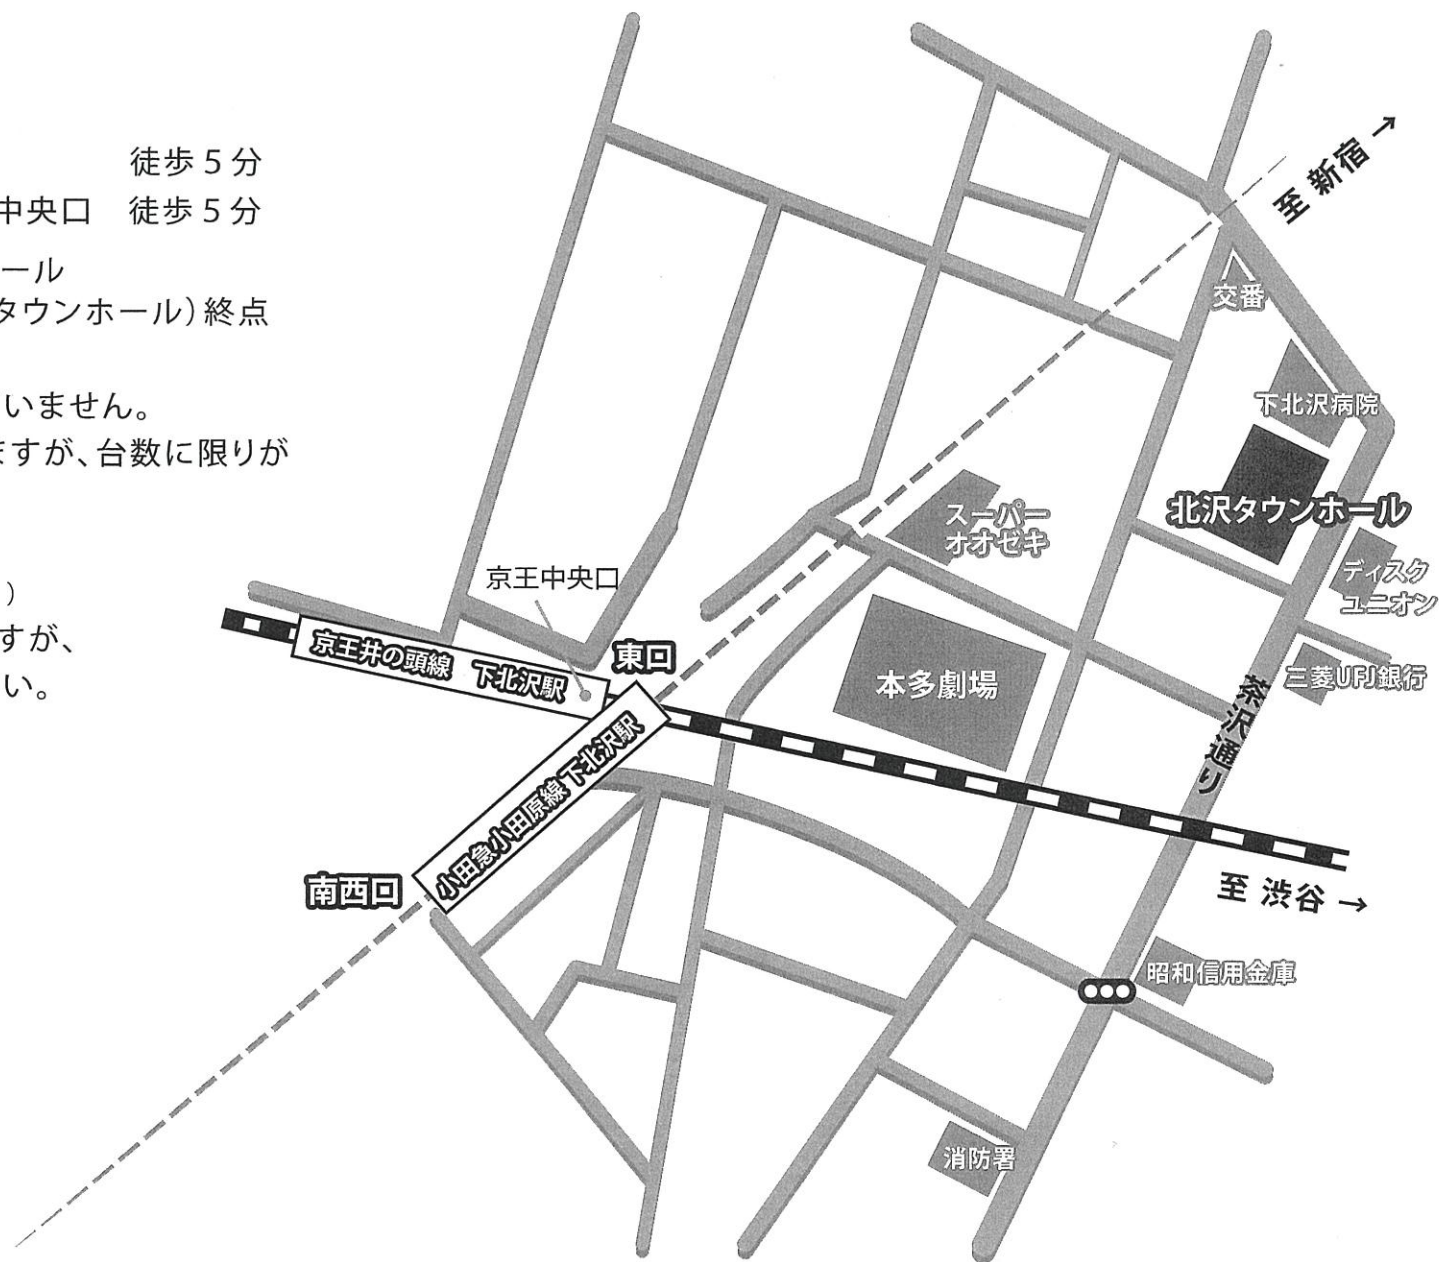 徒歩5分
中央口　徒歩5分
ール
タウンホール）終点
いません。
ますが、台数に限りが
）
すが、
い。
至 新宿 →
交番
下北沢病院
北沢タウンホール
スーパー
オオゼキ
ディスク
ユニオン
京王中央口
東口
京王井の頭線　下北沢駅
本多劇場
三菱UFJ銀行
茶沢通り
小田急小田原線 下北沢駅
南西口
至 渋谷 →
昭和信用金庫
消防署